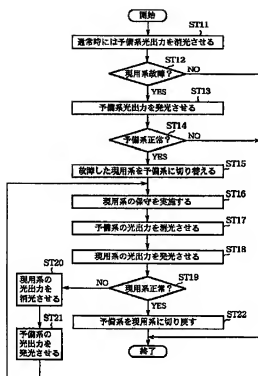 開始
ST11
通常時には予備系光出力を消光させる
ST12
現用系故障?
NO
YES
ST13
予備系光出力を発光させる
ST14
予備系正常?
NO
YES
ST15
故障した現用系を予備系に切り替える
ST16
現用系の保守を実施する
ST17
予備系の光出力を消光させる
ST18
現用系の光出力を発光させる
ST19
現用系正常?
NO
YES
ST20
現用系の
光出力を
消光させる
ST21
予備系の
光出力を
発光させる
ST22
予備系を現用系に切り戻す
終了